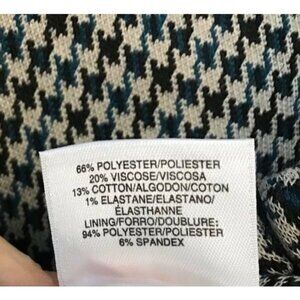 66% POLYESTER/POLIESTER
20% VISCOSE/VISCOSA
13% COTTON/ALGODON/COTON
1% ELASTANE/ELASTANO/
ÉLASTHANNE
LINING/FORRO/DOUBLURE:
94% POLYESTER/POLIESTER
6% SPANDEX